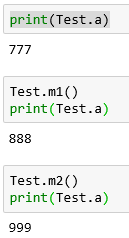 print(Test.a)
777
Test.m1()
print(Test.a)
888
Test.m2()
print(Test.a)
999